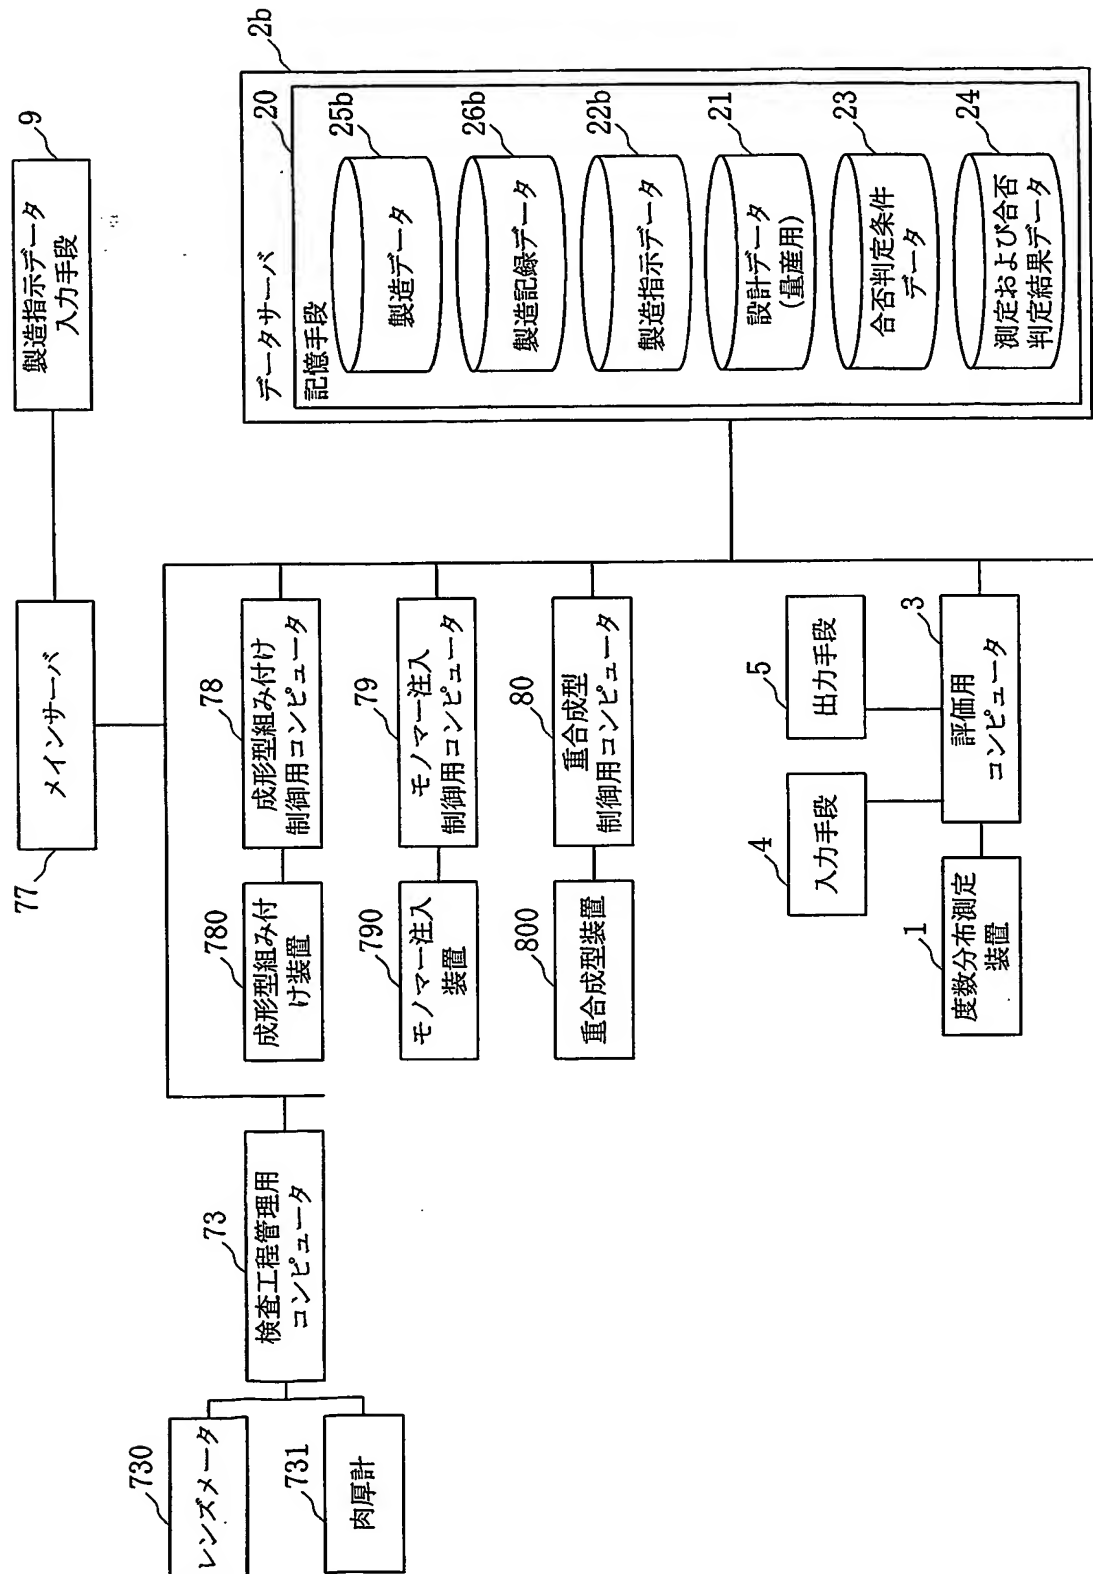 730
レンズメータ
731
肉厚計
73
検査工程管理用
コンピュータ
77
メインサーバ
9
製造指示データ
入力手段
780
成形型組み付
け装置
78
成形型組み付け
制御用コンピュータ
790
モノマー注入
装置
79
モノマー注入
制御用コンピュータ
800
重合成型装置
80
重合成型
制御用コンピュータ
4
入力手段
5
出力手段
1
度数分布測定
装置
3
評価用
コンピュータ
2b
データサーバ
20
記憶手段
25b
製造データ
26b
製造記録データ
22b
製造指示データ
21
設計データ
(量産用)
23
合否判定条件
データ
24
測定および合否
判定結果データ